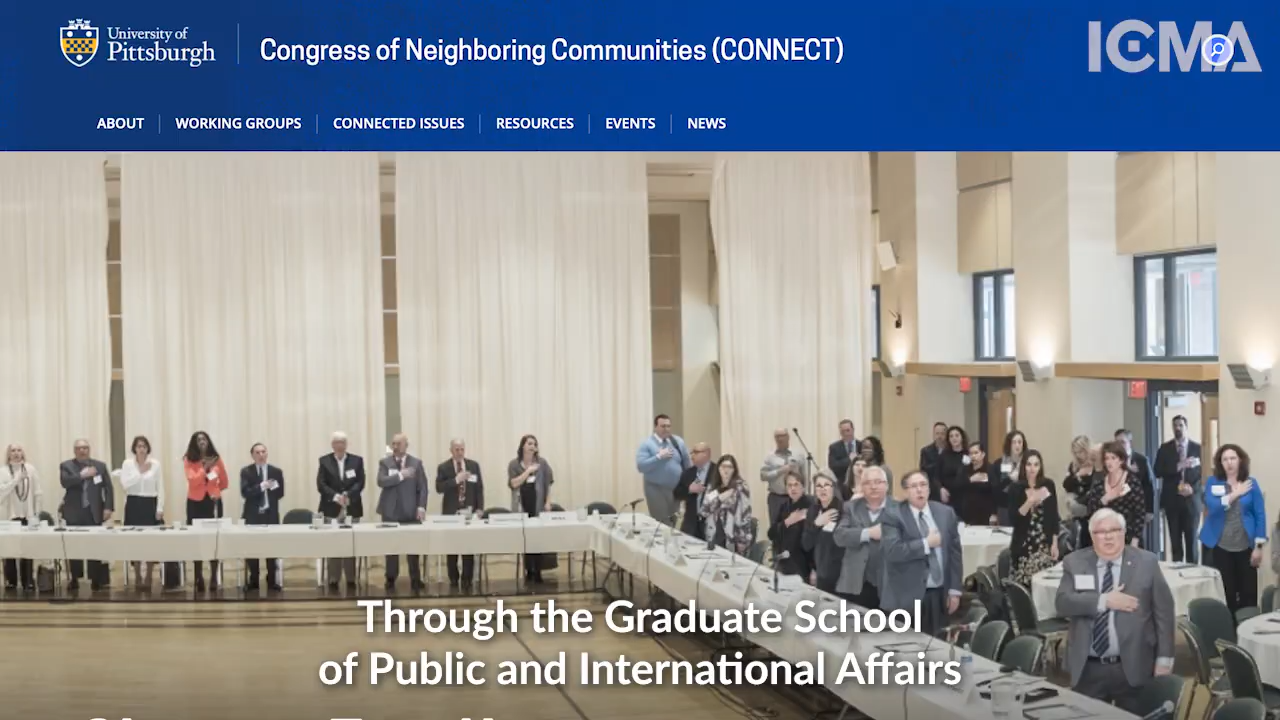 University of
Pittsburgh
Congress of Neighboring Communities (CONNECT)
ICMA
ABOUT
WORKING GROUPS
CONNECTED ISSUES
RESOURCES
EVENTS
NEWS
Through the Graduate School
of Public and International Affairs